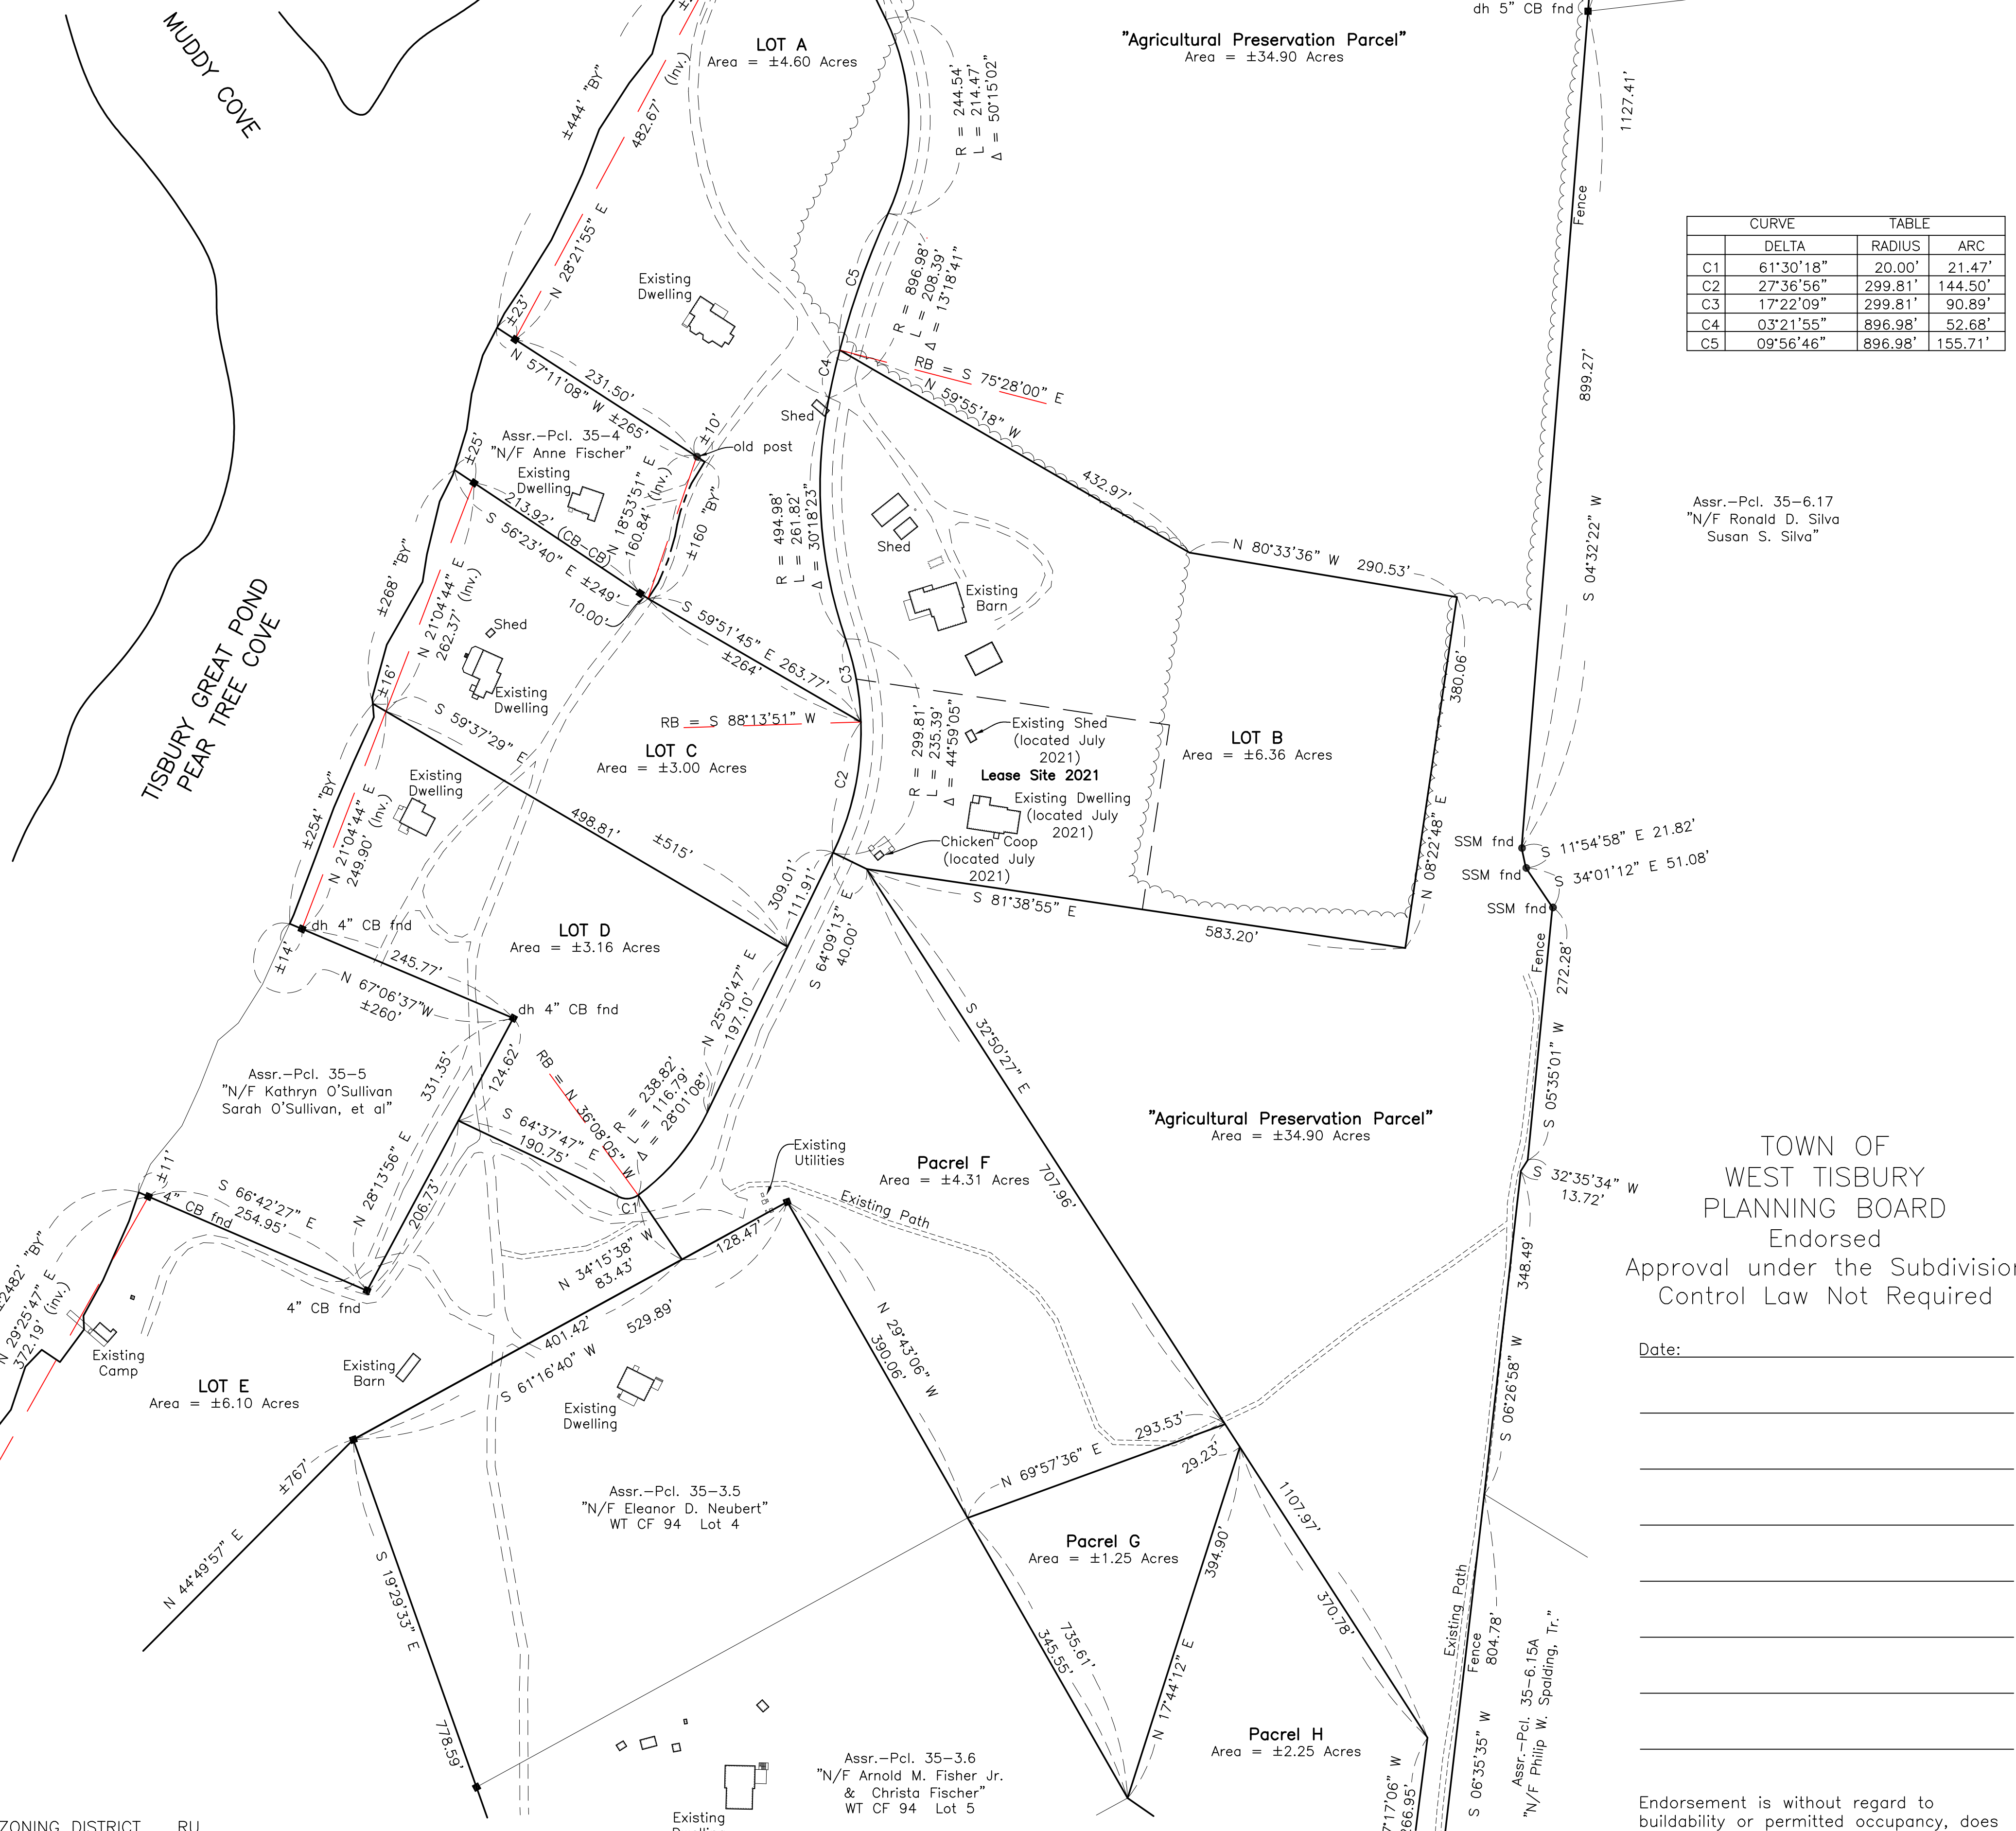 MUDDY COVE
TISBURY GREAT POND
PEAR TREE COVE
LOT A
Area = ±4.60 Acres
"Agricultural Preservation Parcel"
Area = ±34.90 Acres
dh 5" CB fnd
1127.41'
Fence
±444' "BY"
482.67'
(Inv.)
N 28°21'55" E
±23'
R = 244.54'
L = 214.47'
Δ = 50°15'02"
C5
R = 896.98'
L = 208.39'
Δ = 13°18'41"
CURVE TABLE
DELTA RADIUS ARC
C1 61°30'18" 20.00' 21.47'
C2 27°36'56" 299.81' 144.50'
C3 17°22'09" 299.81' 90.89'
C4 03°21'55" 896.98' 52.68'
C5 09°56'46" 896.98' 155.71'
Existing
Dwelling
C4
RB = S 75°28'00" E
N 59°55'18" W
432.97'
231.50'
N 57°11'08" W ±265'
Shed
±10'
old post
899.27'
S 04°32'22" W
Assr.-Pcl. 35-4
"N/F Anne Fischer"
Existing
Dwelling
±25'
213.92' (CB-CB)
S 56°23'40" E ±249'
N 18°53'51" E
160.84' (Inv.)
±160 "BY"
10.00'
R = 494.98'
L = 261.82'
Δ = 30°18'23"
Shed
Existing
Barn
N 80°33'36" W 290.53'
Assr.-Pcl. 35-6.17
"N/F Ronald D. Silva
Susan S. Silva"
±268' "BY"
N 21°04'44" E
262.37' (Inv.)
Shed
Existing
Dwelling
±16'
S 59°51'45" E 263.77'
±264'
C3
380.06'
S 59°37'29" E
RB = S 88°13'51" W
LOT C
Area = ±3.00 Acres
R = 299.81'
L = 235.39'
Δ = 44°59'05"
Existing Shed
(located July
2021)
Lease Site 2021
LOT B
Area = ±6.36 Acres
C2
Existing Dwelling
(located July
2021)
Chicken Coop
(located July
2021)
N 08°22'48" E
±254' "BY"
N 21°04'44" E
249.90' (Inv.)
Existing
Dwelling
498.81'
±515'
SSM fnd
S 11°54'58" E 21.82'
SSM fnd
S 34°01'12" E 51.08'
SSM fnd
309.01'
111.91'
S 64°09'13" E
40.00'
S 81°38'55" E
583.20'
dh 4" CB fnd
±14'
LOT D
Area = ±3.16 Acres
245.77'
N 67°06'37"W
±260'
dh 4" CB fnd
Fence
272.28'
S 05°35'01" W
N 25°50'47" E
197.10'
S 32°50'27" E
Assr.-Pcl. 35-5
"N/F Kathryn O'Sullivan
Sarah O'Sullivan, et al"
331.35'
124.62'
RB = N 36°08'05" W
R = 238.82'
L = 116.79'
Δ = 28°01'08"
S 64°37'47" E
190.75'
Existing
Utilities
Pacrel F
Area = ±4.31 Acres
707.96'
"Agricultural Preservation Parcel"
Area = ±34.90 Acres
S 32°35'34" W
13.72'
±11'
4" CB fnd
S 66°42'27" E
254.95'
N 28°13'56" E
206.73'
C1
Existing Path
N 34°15'38" W
83.43'
128.47'
±2482' "BY"
N 29°25'47" E
372.19' (inv.)
4" CB fnd
Existing
Camp
401.42'
529.89'
S 61°16'40" W
N 29°43'06" W
390.06'
348.49'
S 06°26'58" W
TOWN OF
WEST TISBURY
PLANNING BOARD
Endorsed
Approval under the Subdivision
Control Law Not Required
Date:
LOT E
Area = ±6.10 Acres
Existing
Barn
Existing
Dwelling
293.53'
N 69°57'36" E
29.23'
±767'
N 44°49'57" E
S 19°29'33" E
778.59'
Assr.-Pcl. 35-3.5
"N/F Eleanor D. Neubert"
WT CF 94 Lot 4
1107.97'
370.78'
Pacrel G
Area = ±1.25 Acres
394.90'
N 17°44'12" E
735.61'
345.55'
Existing Path
Fence
804.78'
S 06°35'35" W
Assr.-Pcl. 35-6.15A
"N/F Philip W. Spalding, Tr."
Pacrel H
Area = ±2.25 Acres
7°17'06" W
66.95'
Assr.-Pcl. 35-3.6
"N/F Arnold M. Fisher Jr.
& Christa Fischer"
WT CF 94 Lot 5
Existing
ZONING DISTRICT RU
Endorsement is without regard to
buildability or permitted occupancy, does